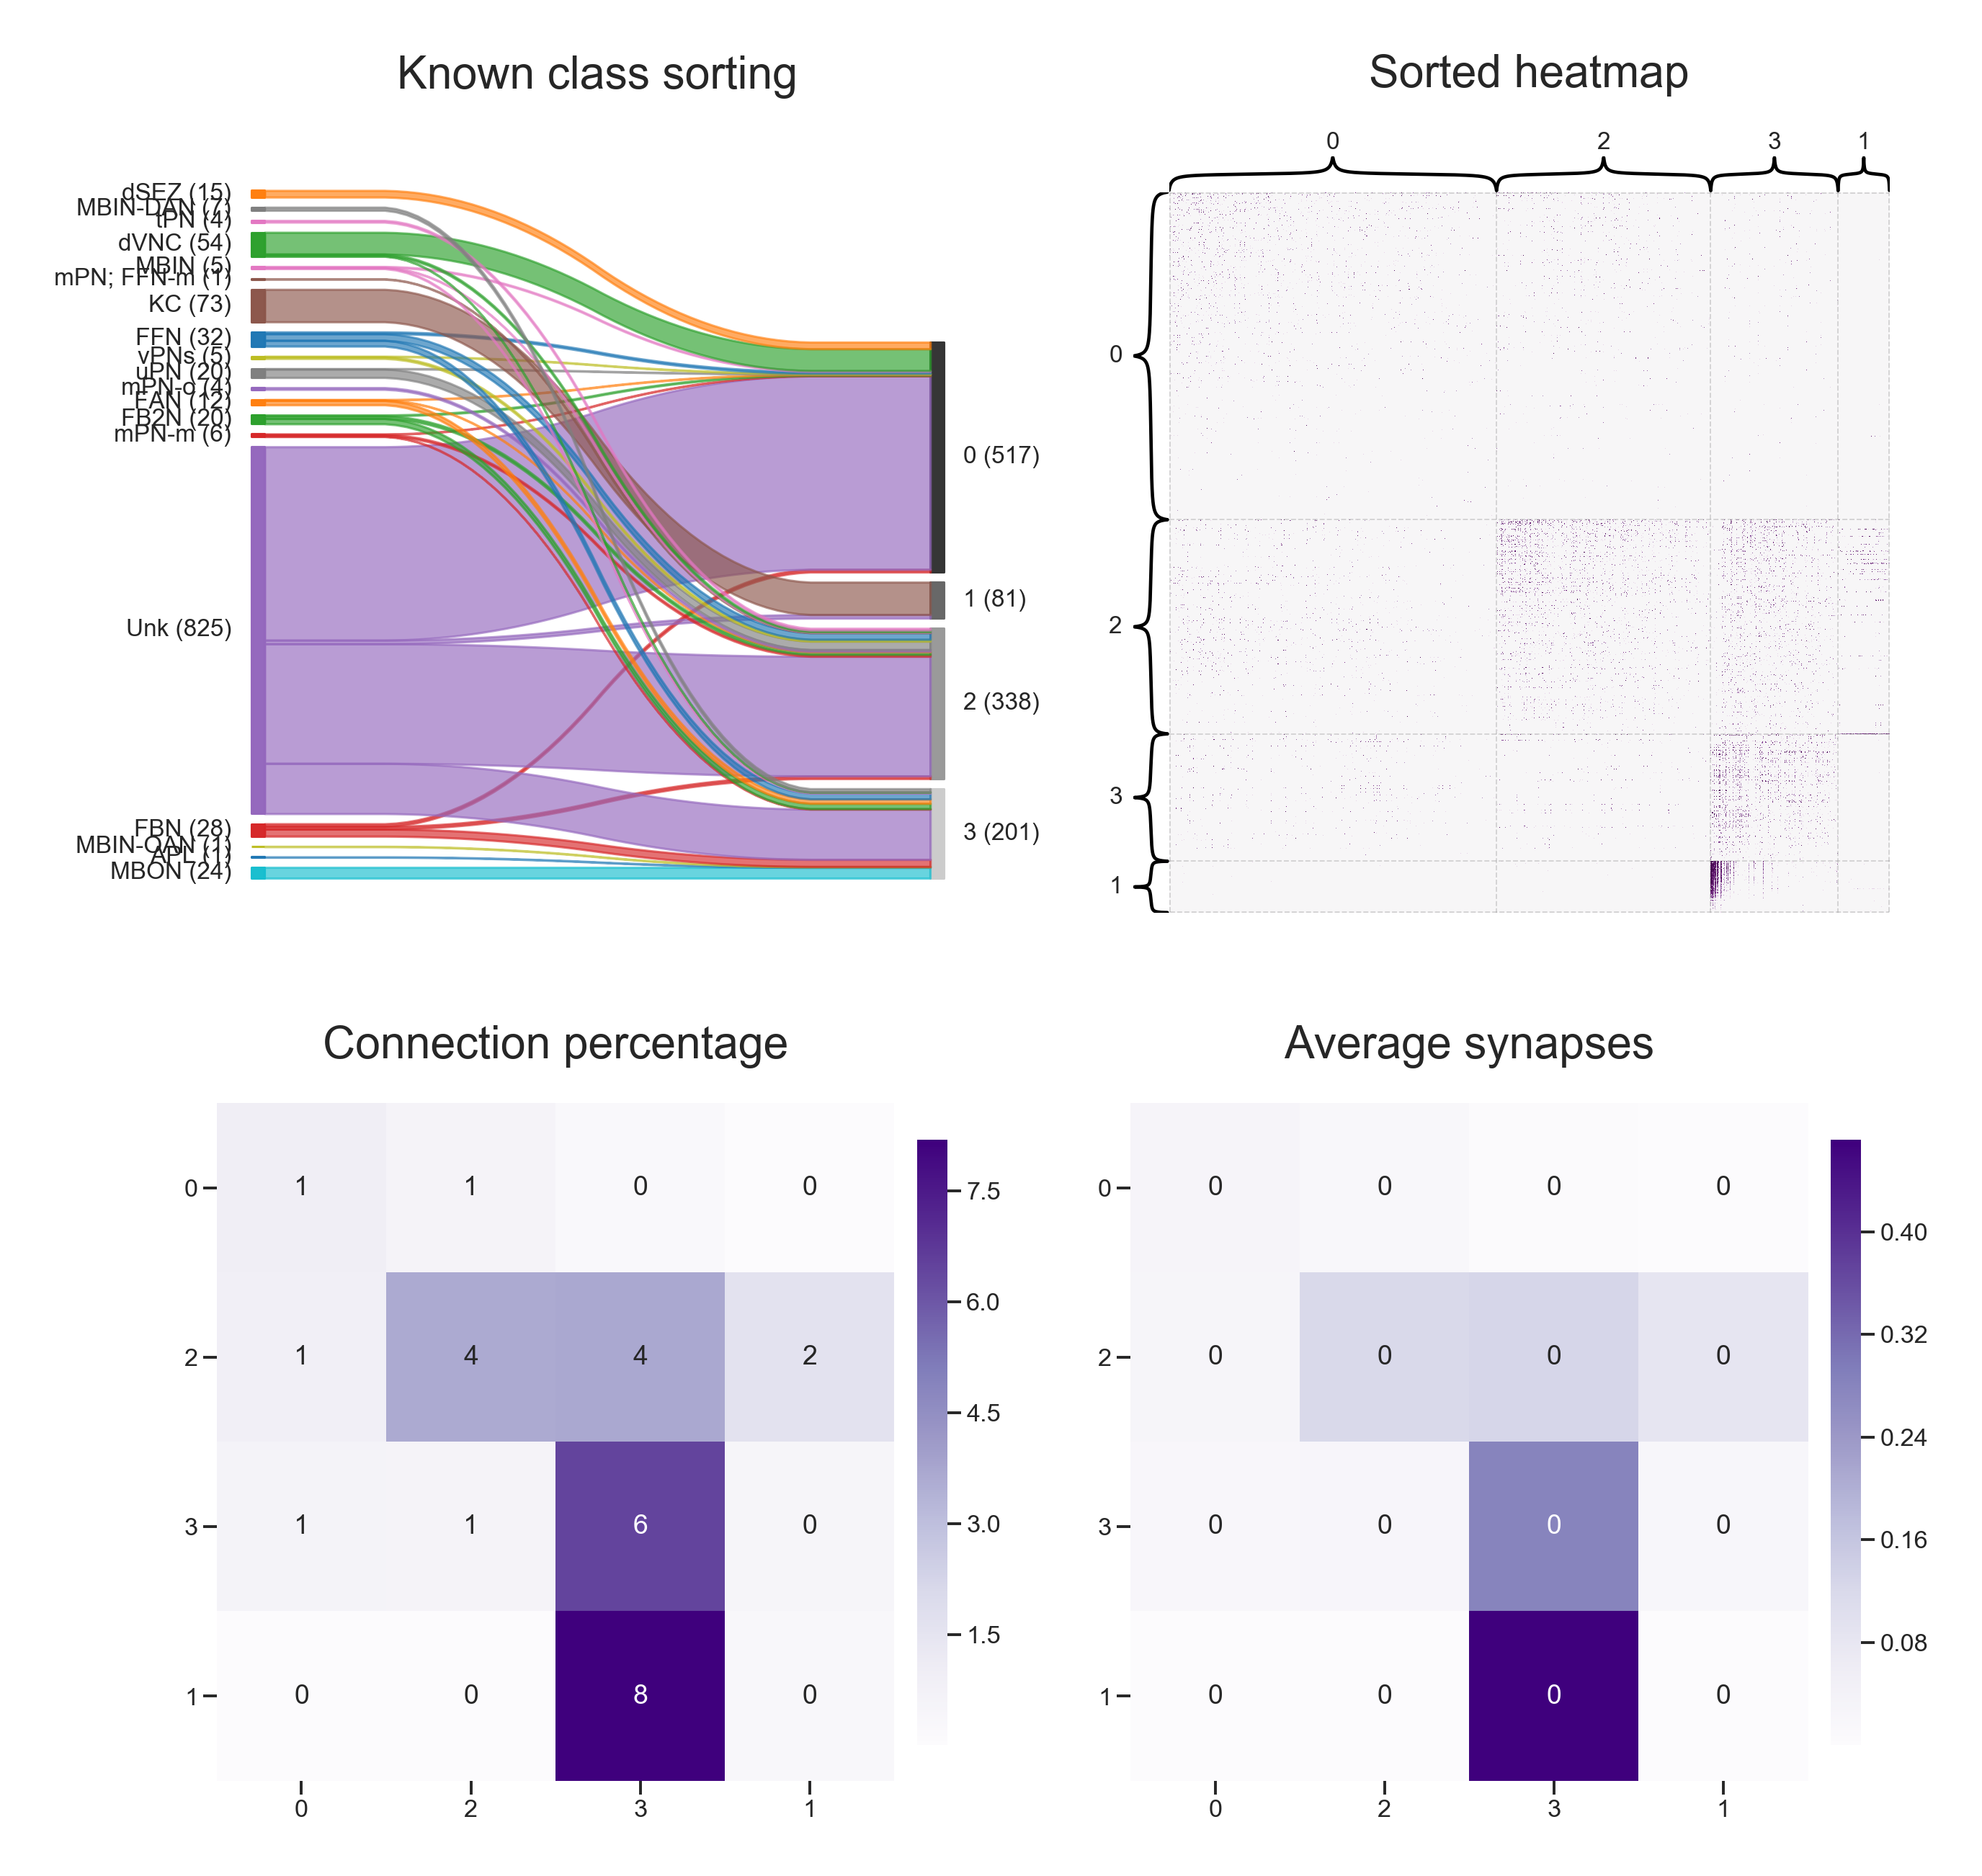 Known class sorting
dSEZ (15)
MBIN-DAN (7)
tPN (4)
dVNC (54)
MBIN (5)
mPN; FFN-m (1)
KC (73)
FFN (32)
vPNs (5)
uPN (20)
mPN-o (4)
FAN (12)
FB2N (20)
mPN-m (6)
Unk (825)
FBN (28)
MBIN-OAN (1)
APL (1)
MBON (24)
0 (517)
1 (81)
2 (338)
3 (201)
Sorted heatmap
0 2 3 1
0
2
3
1
Connection percentage
0 1 1 0 0
2 1 4 4 2
3 1 1 6 0
1 0 0 8 0
0 2 3 1
7.5
6.0
4.5
3.0
1.5
Average synapses
0 0 0 0 0
2 0 0 0 0
3 0 0 0 0
1 0 0 0 0
0 2 3 1
0.40
0.32
0.24
0.16
0.08